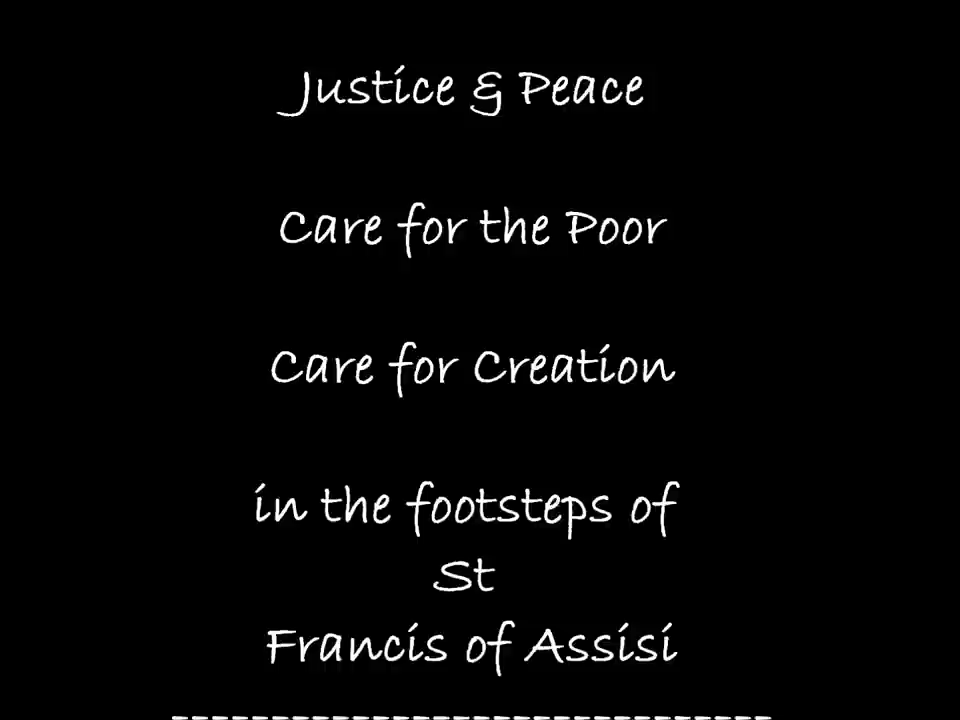 Justice & Peace
Care for the Poor
Care for Creation
in the footsteps of
St
Francis of Assisi
------------------------------